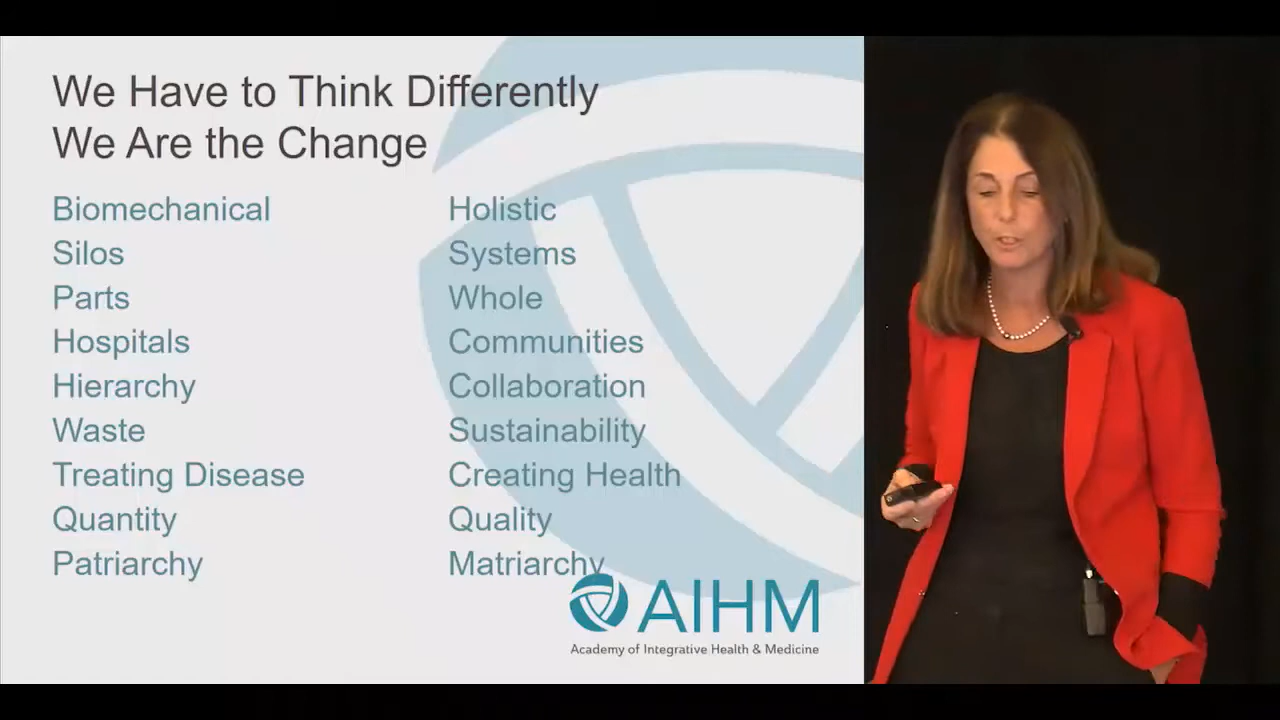 We Have to Think Differently
We Are the Change
Biomechanical Holistic
Silos Systems
Parts Whole
Hospitals Communities
Hierarchy Collaboration
Waste Sustainability
Treating Disease Creating Health
Quantity Quality
Patriarchy Matriarchy
AIHM
Academy of Integrative Health & Medicine